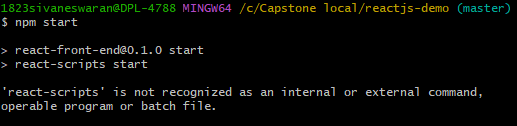 1823sivaneswaran@DPL-4788 MINGW64 /c/Capstone local/reactjs-demo (master)
$ npm start
> react-front-end@0.1.0 start
> react-scripts start
'react-scripts' is not recognized as an internal or external command,
operable program or batch file.